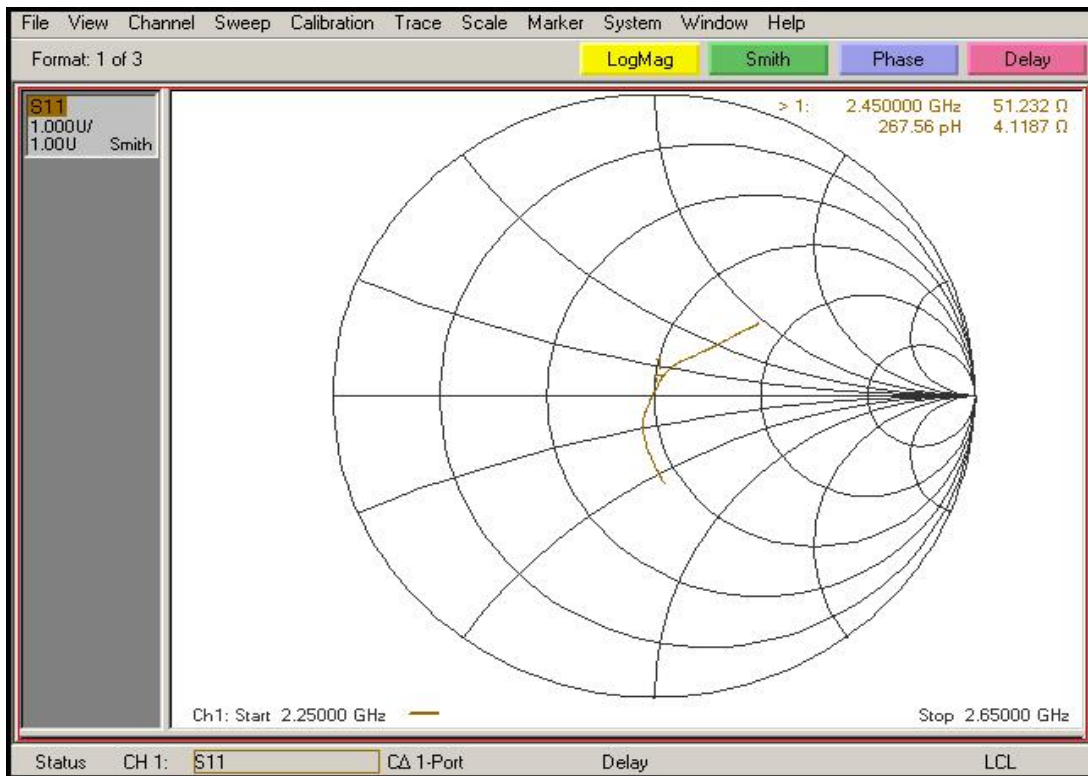 File View Channel Sweep Calibration Trace Scale Marker System Window Help
Format: 1 of 3 LogMag Smith Phase Delay
S11
1.000U/
1.00U Smith
> 1: 2.450000 GHz 51.232 Ω
267.56 pH 4.1187 Ω
Ch1: Start 2.25000 GHz Stop 2.65000 GHz
Status CH 1: S11 CΔ 1-Port Delay LCL